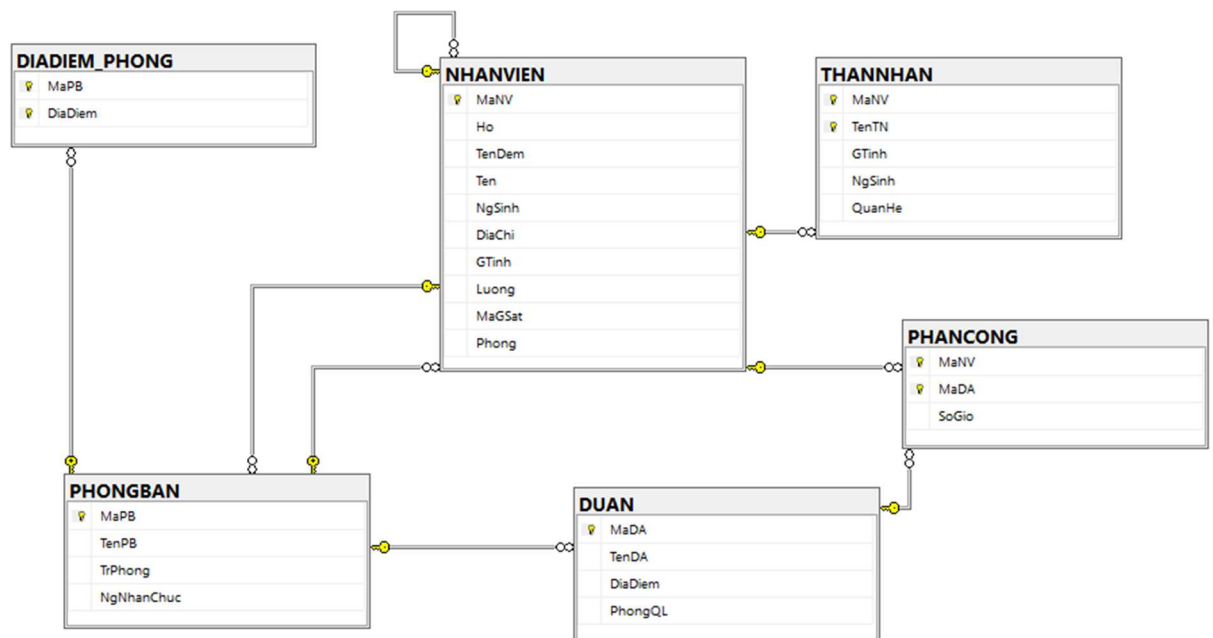 DIADIEM_PHONG
MaPB
DiaDiem
NHANVIEN
MaNV
Ho
TenDem
Ten
NgSinh
DiaChi
GTinh
Luong
MaGSat
Phong
THANNHAN
MaNV
TenTN
GTinh
NgSinh
QuanHe
PHANCONG
MaNV
MaDA
SoGio
PHONGBAN
MaPB
TenPB
TrPhong
NgNhanChuc
DUAN
MaDA
TenDA
DiaDiem
PhongQL